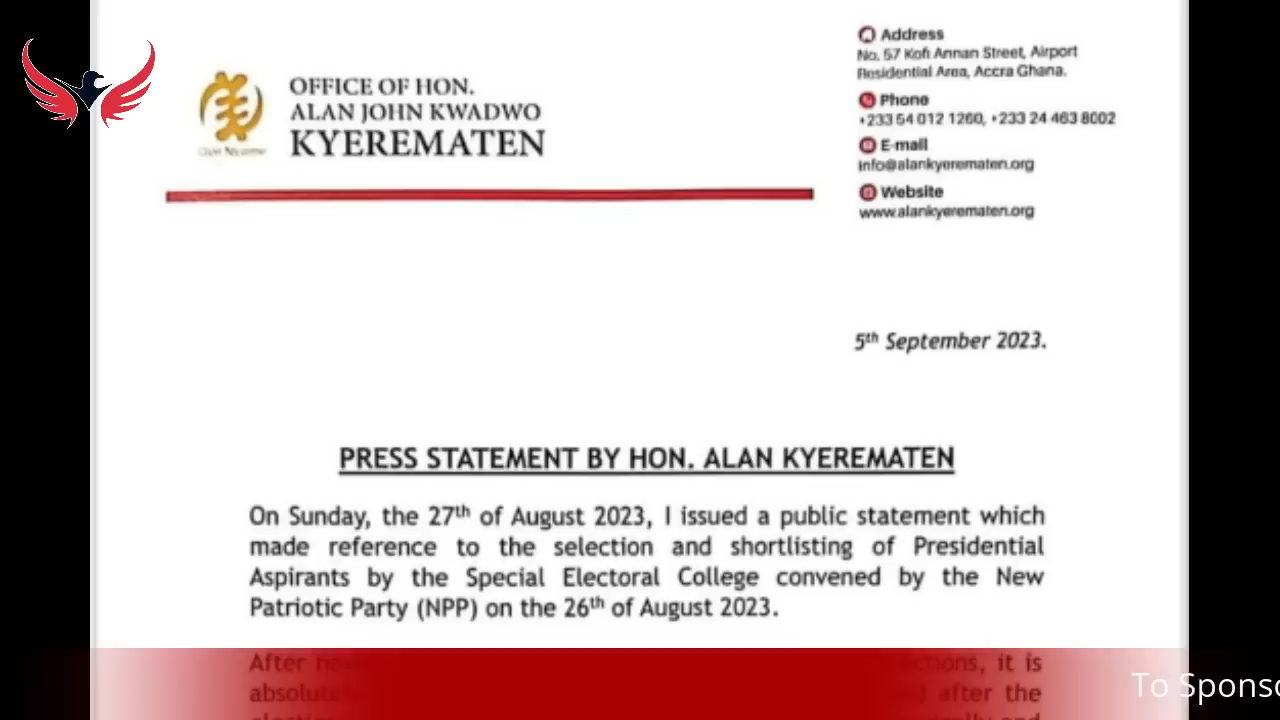 OFFICE OF HON.
ALAN JOHN KWADWO
KYEREMATEN
Address
No. 57 Kofi Annan Street, Airport
Residential Area, Accra Ghana.
Phone
+233 54 012 1260, +233 24 463 8002
E-mail
info@alankyerematen.org
Website
www.alankyerematen.org
5th September 2023.
PRESS STATEMENT BY HON. ALAN KYEREMATEN
On Sunday, the 27th of August 2023, I issued a public statement which
made reference to the selection and shortlisting of Presidential
Aspirants by the Special Electoral College convened by the New
Patriotic Party (NPP) on the 26th of August 2023.
After it is
after the
To